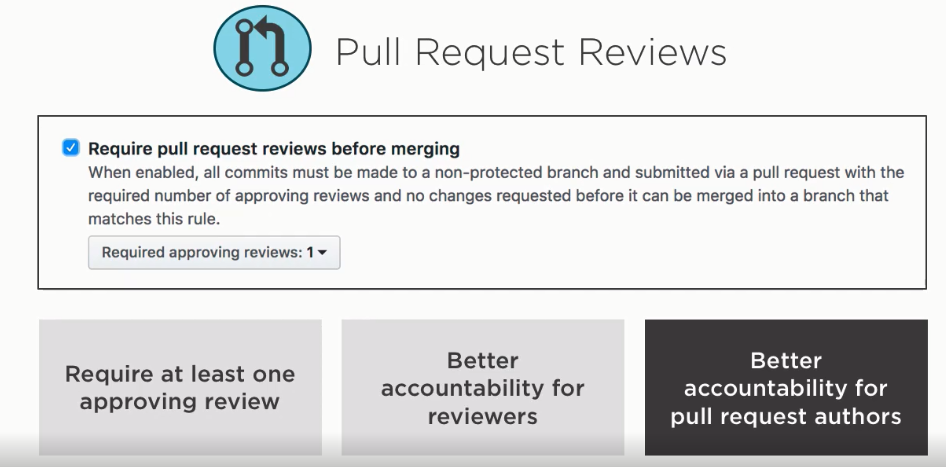 Pull Request Reviews
Require pull request reviews before merging
When enabled, all commits must be made to a non-protected branch and submitted via a pull request with the
required number of approving reviews and no changes requested before it can be merged into a branch that
matches this rule.
Required approving reviews: 1
Require at least one
approving review
Better
accountability for
reviewers
Better
accountability for
pull request authors